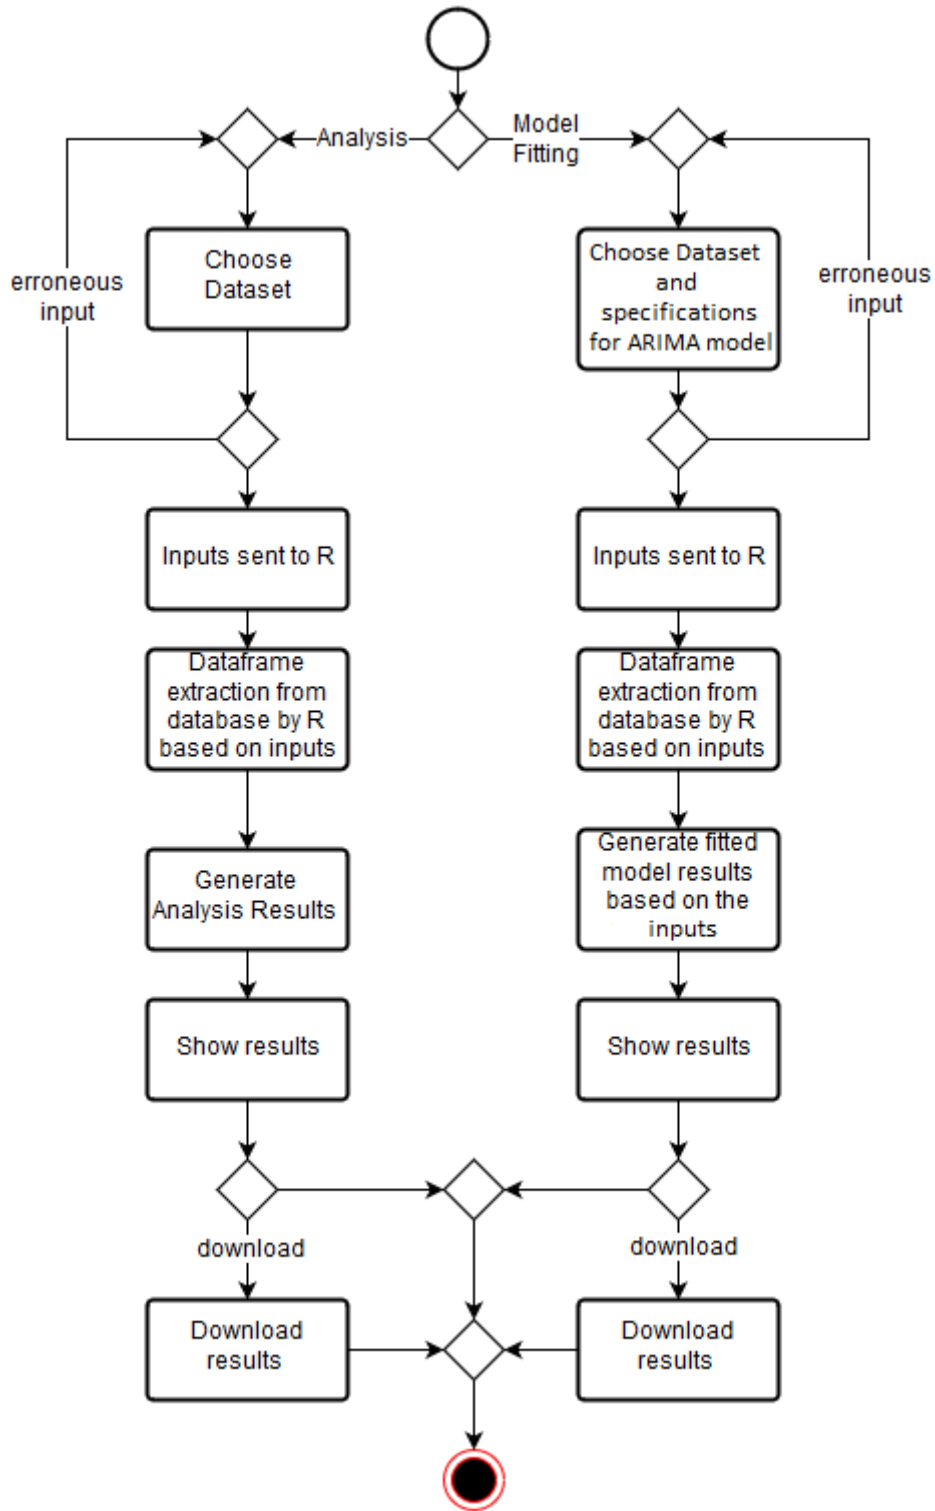 Analysis
Model
Fitting
Choose
Dataset
erroneous
input
Choose Dataset
and
specifications
for ARIMA model
erroneous
input
Inputs sent to R
Inputs sent to R
Dataframe
extraction from
database by R
based on inputs
Dataframe
extraction from
database by R
based on inputs
Generate
Analysis Results
Generate fitted
model results
based on the
inputs
Show results
Show results
download
download
Download
results
Download
results